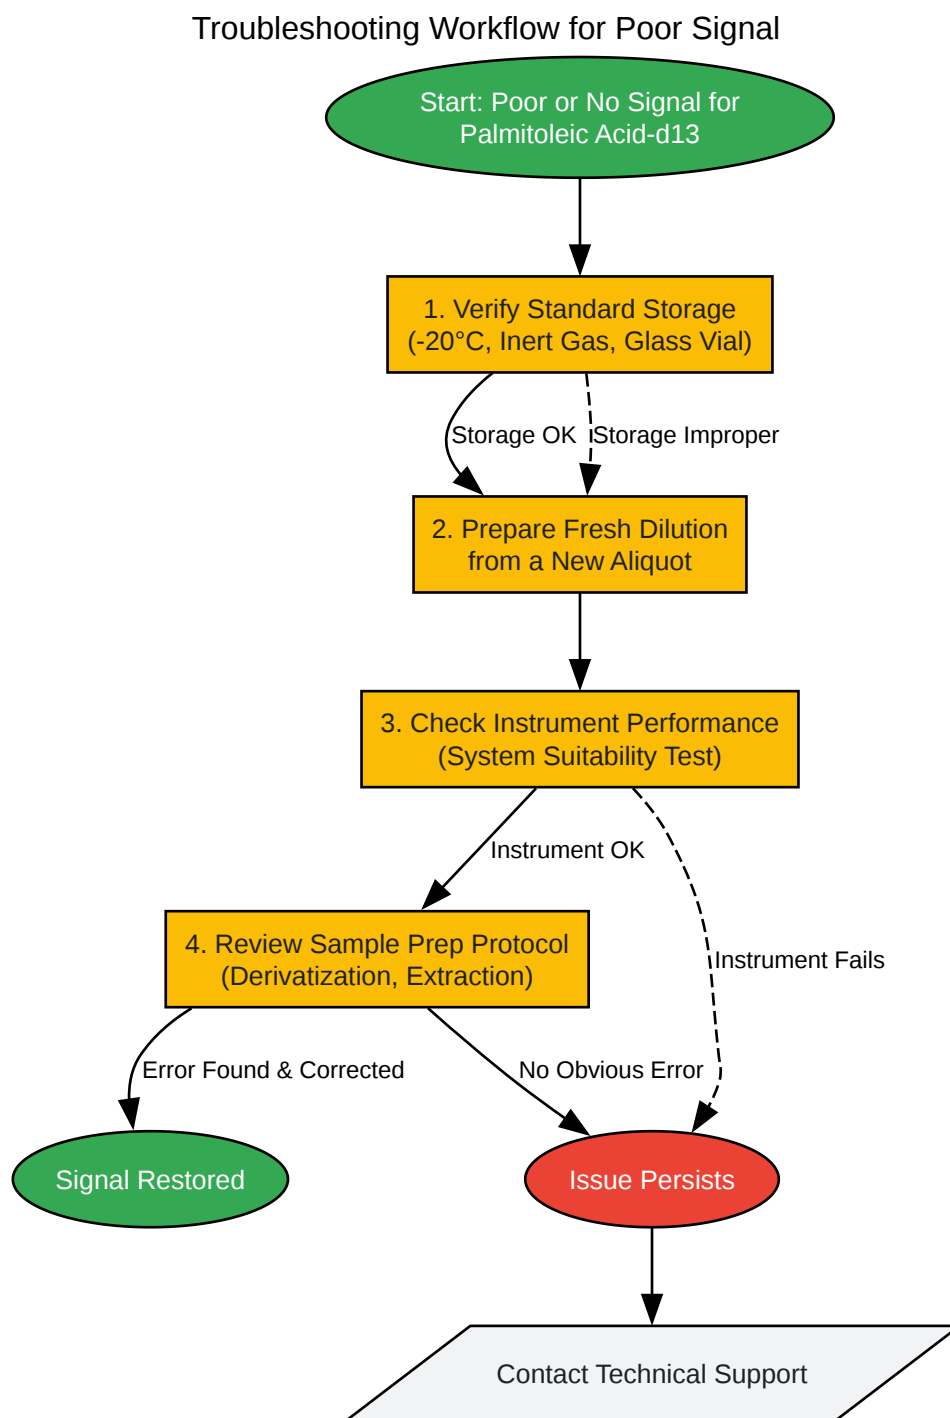 Troubleshooting Workflow for Poor Signal
Start: Poor or No Signal for
Palmitoleic Acid-d13
1. Verify Standard Storage
(-20°C, Inert Gas, Glass Vial)
Storage OK
Storage Improper
2. Prepare Fresh Dilution
from a New Aliquot
3. Check Instrument Performance
(System Suitability Test)
Instrument OK
4. Review Sample Prep Protocol
(Derivatization, Extraction)
Instrument Fails
Error Found & Corrected
No Obvious Error
Signal Restored
Issue Persists
Contact Technical Support